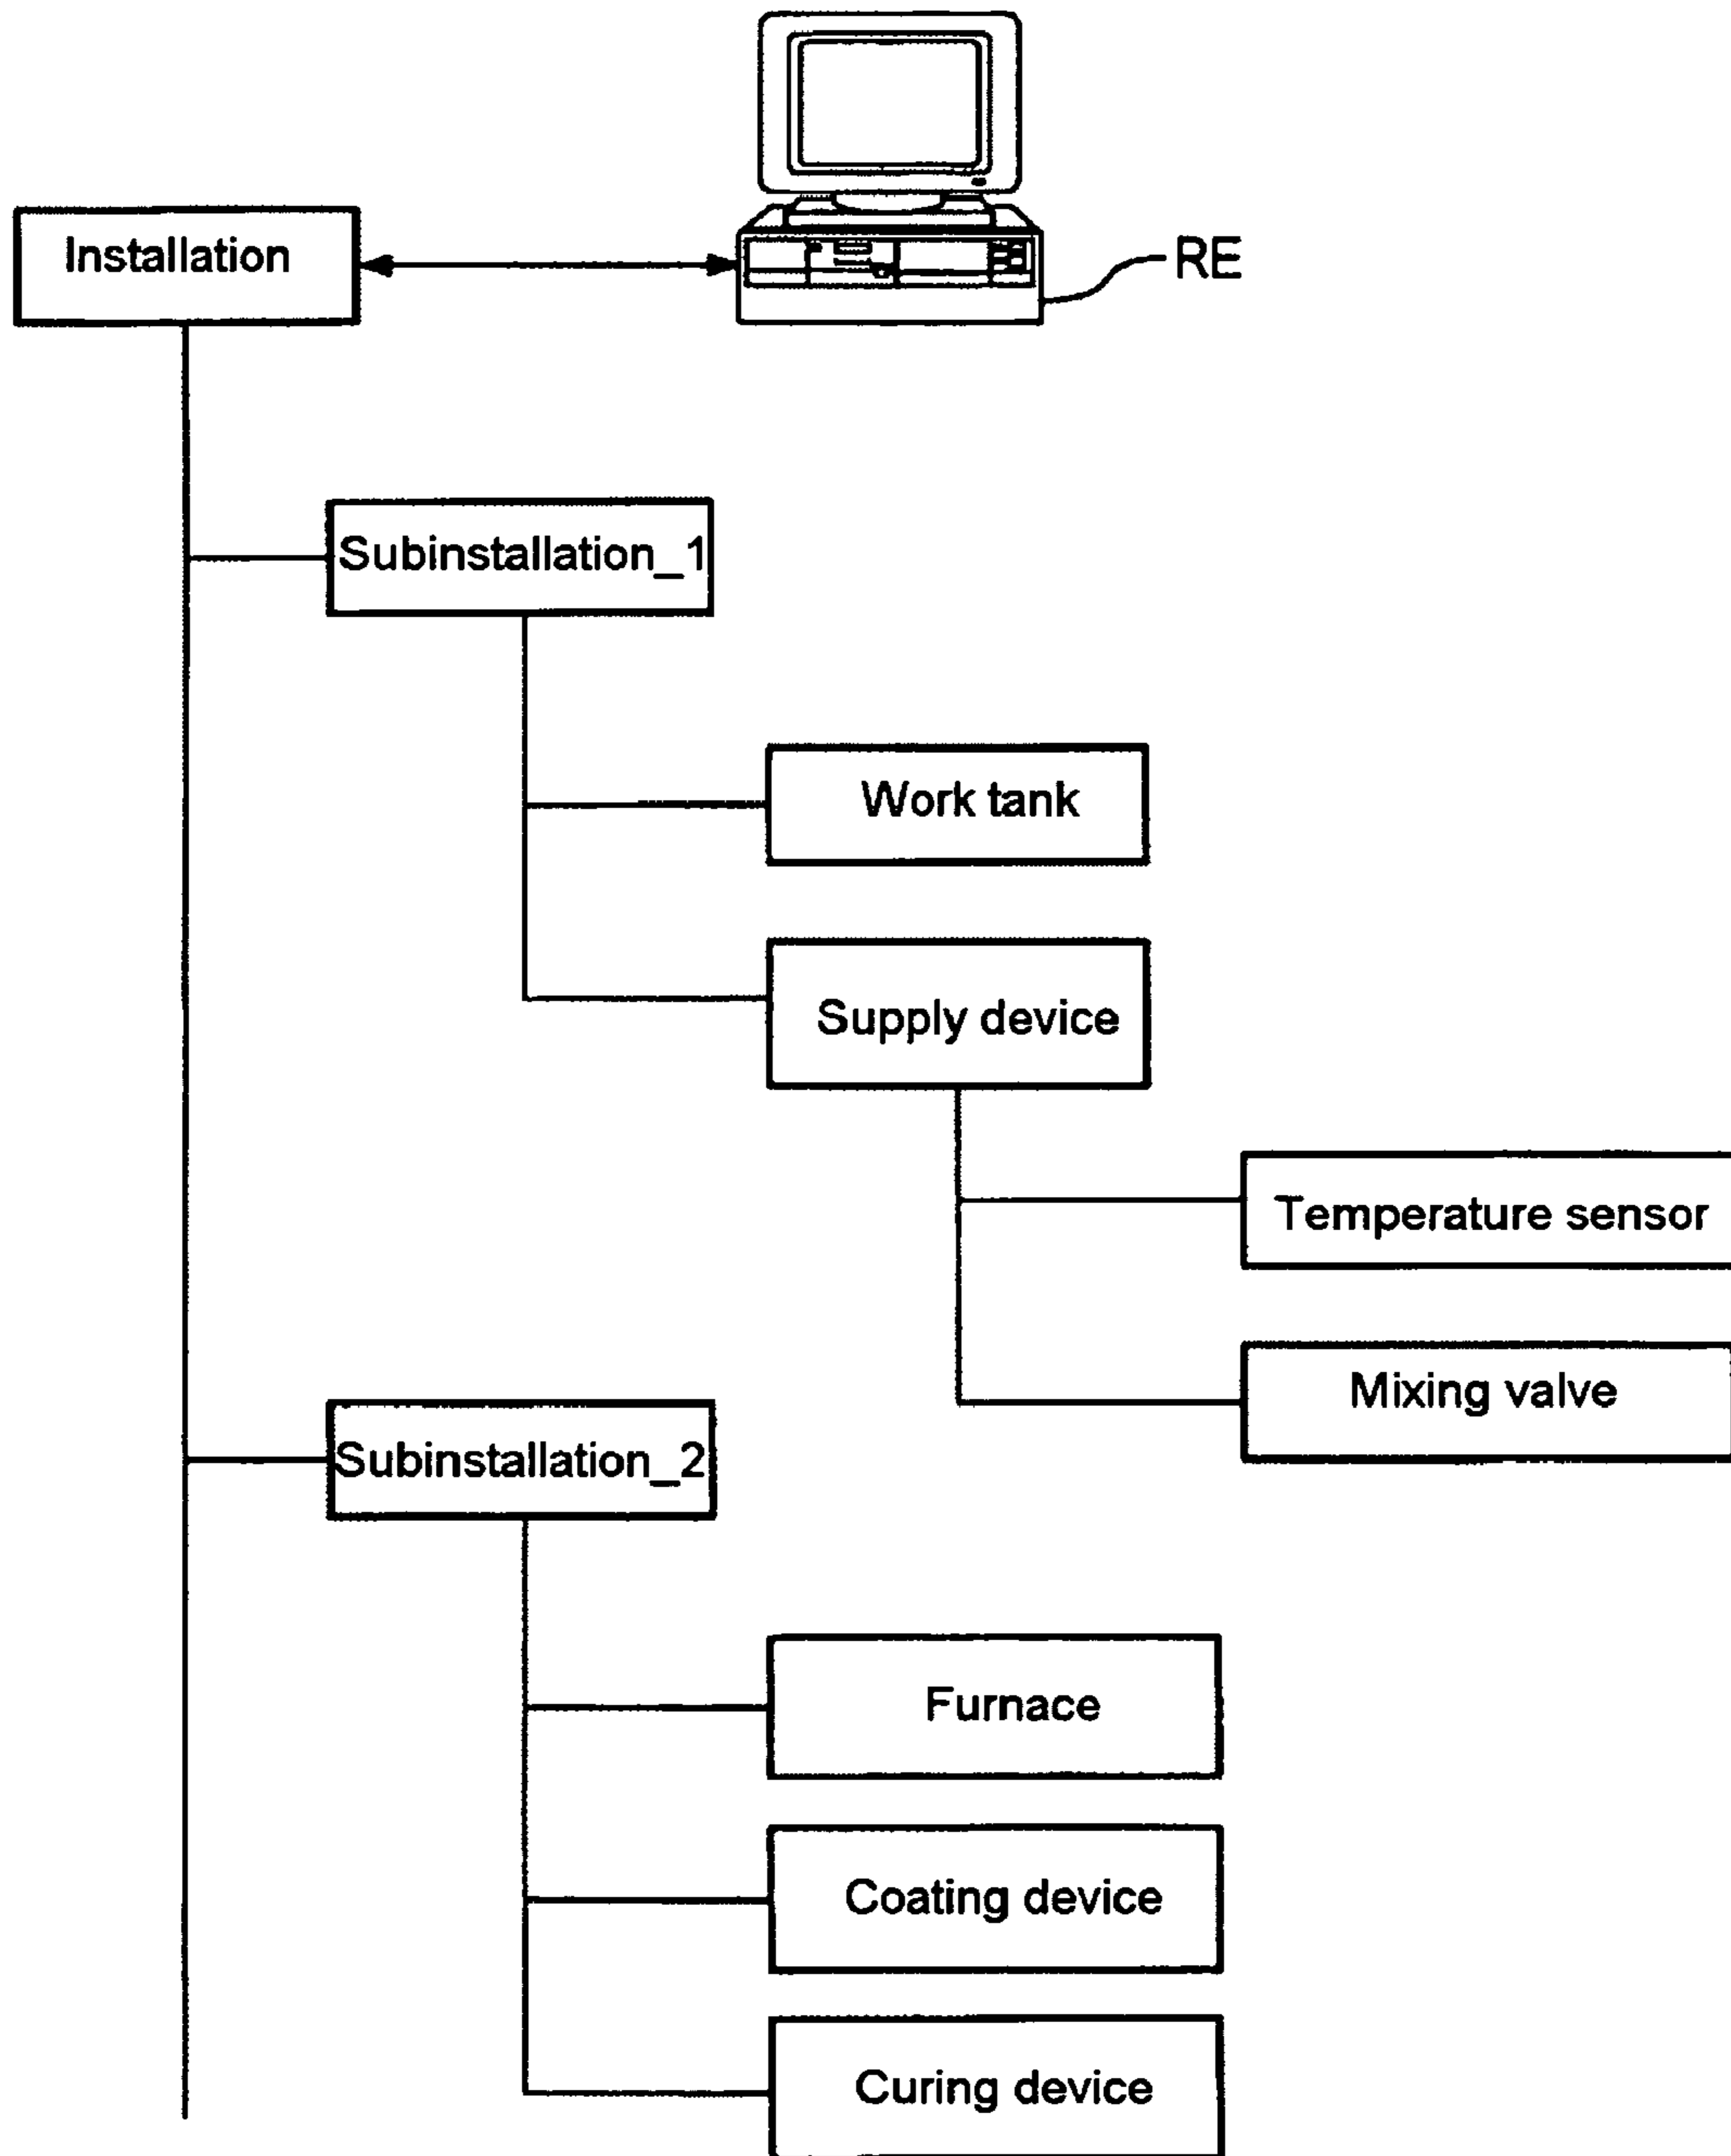 Installation
RE
Subinstallation_1
Work tank
Supply device
Temperature sensor
Mixing valve
Subinstallation_2
Furnace
Coating device
Curing device